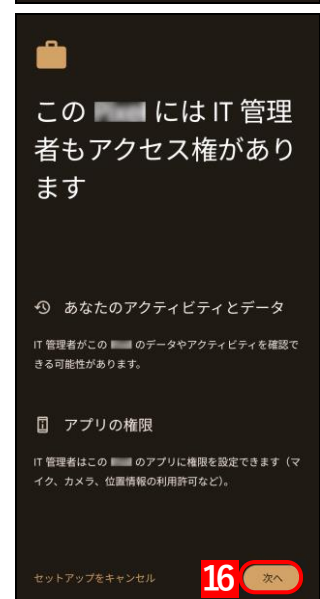 この には IT 管理
者もアクセス権があり
ます
あなたのアクティビティとデータ
IT 管理者がこの のデータやアクティビティを確認で
きる可能性があります。
アプリの権限
IT 管理者はこの のアプリに権限を設定できます（マ
イク、カメラ、位置情報の利用許可など）。
セットアップをキャンセル
16
次へ